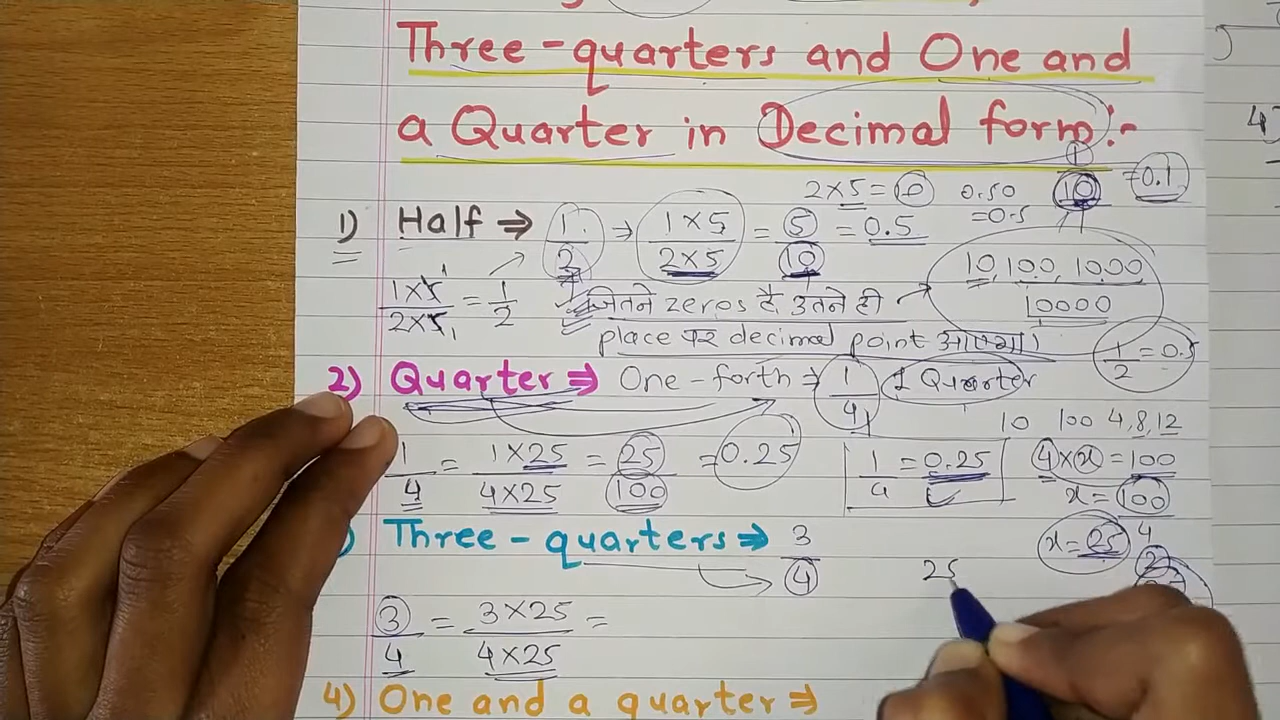 Three-quarters and One and
a Quarter in Decimal form:-
2×5=10 0.50 =0.5 1/10 =0.1
1) Half ⇒ 1/2 → 1×5/2×5 = 5/10 = 0.5
10, 100, 1000
10000
1×5/2×5 = 1/2 जितने zeros है उतने ही →
place पर decimal point आएगा।
1/2 = 0.5
2) Quarter ⇒ One-forth ⇒ 1/4 1 Quarter
10 100 4,8,12
1/4 = 1×25/4×25 = 25/100 = 0.25 1/4 = 0.25 4×x=100
x=100/4
x=25
) Three-quarters ⇒ 3/4
25
3/4 = 3×25/4×25 =
4) One and a quarter ⇒
4